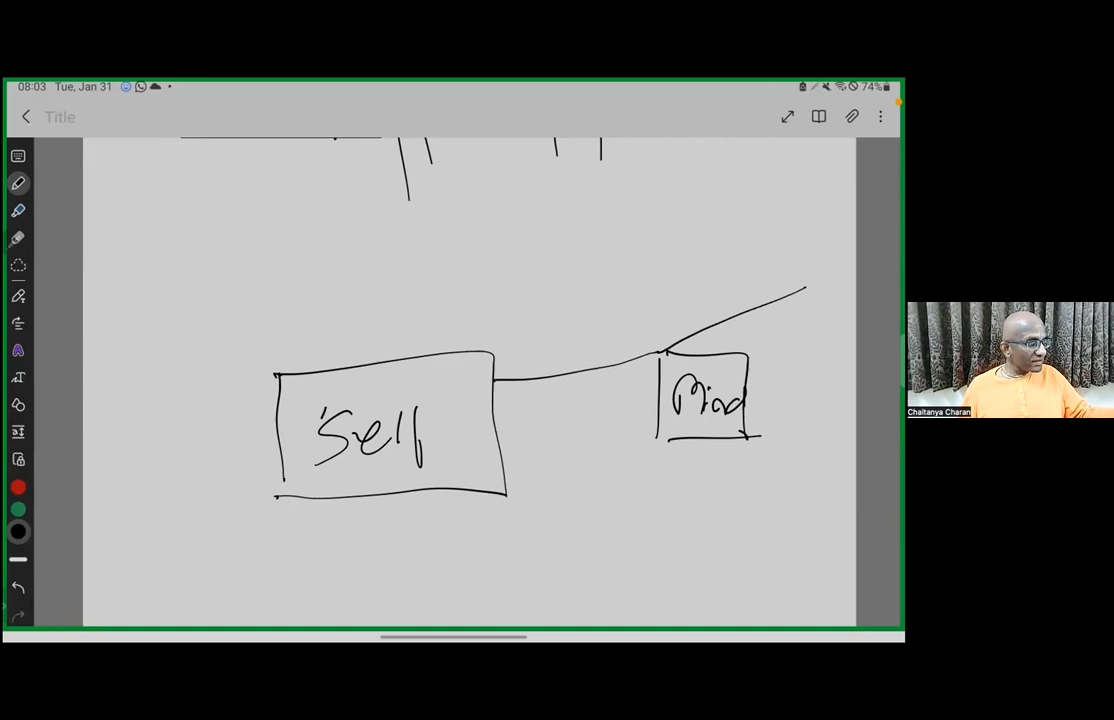 08:03 Tue, Jan 31 74%
Title
Self
Mind
Chaitanya Charan